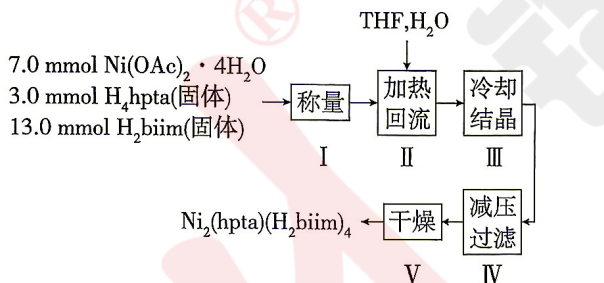 THF,H₂O
7.0 mmol Ni(OAc)₂·4H₂O
3.0 mmol H₄hpta(固体)
13.0 mmol H₂biim(固体)
称量
加热
回流
冷却
结晶
Ⅰ
Ⅱ
Ⅲ
Ni₂(hpta)(H₂biim)₄
干燥
减压
过滤
Ⅴ
Ⅳ